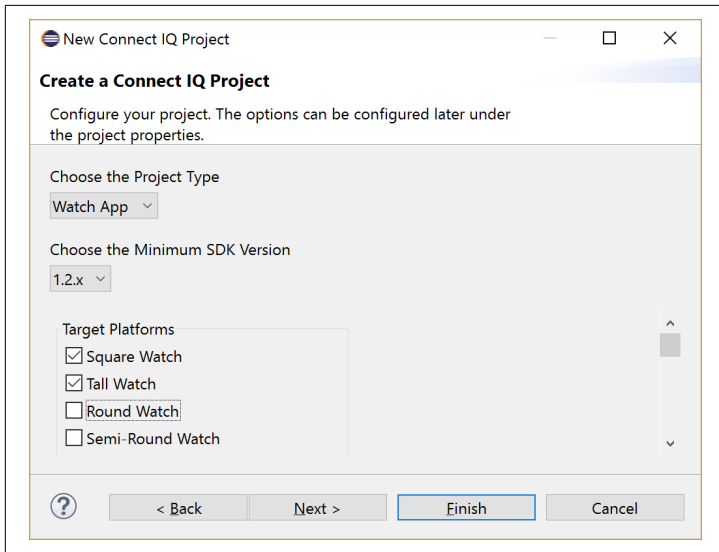 New Connect IQ Project
Create a Connect IQ Project
Configure your project. The options can be configured later under
the project properties.
Choose the Project Type
Watch App
Choose the Minimum SDK Version
1.2.x
Target Platforms
Square Watch
Tall Watch
Round Watch
Semi-Round Watch
? < Back Next > Finish Cancel